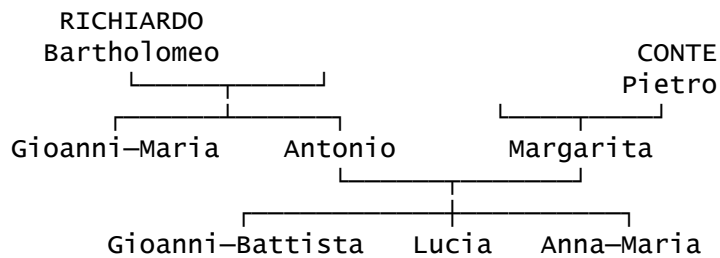 RICHIARDO
Bartholomeo CONTE
Pietro
Gioanni-Maria Antonio Margarita
Gioanni-Battista Lucia Anna-Maria